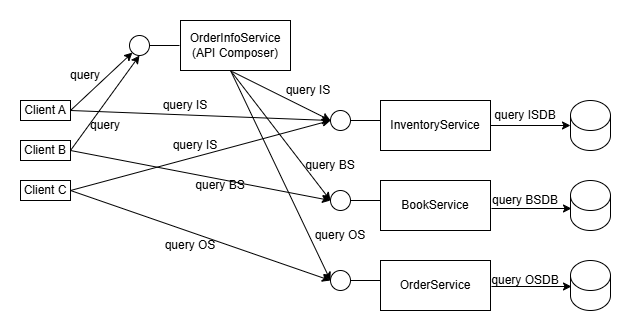 OrderInfoService
(API Composer)
query
query IS
Client A
query IS
query ISDB
InventoryService
query
Client B
query IS
query BS
Client C
query BS
query BSDB
BookService
query OS
query OS
query OSDB
OrderService